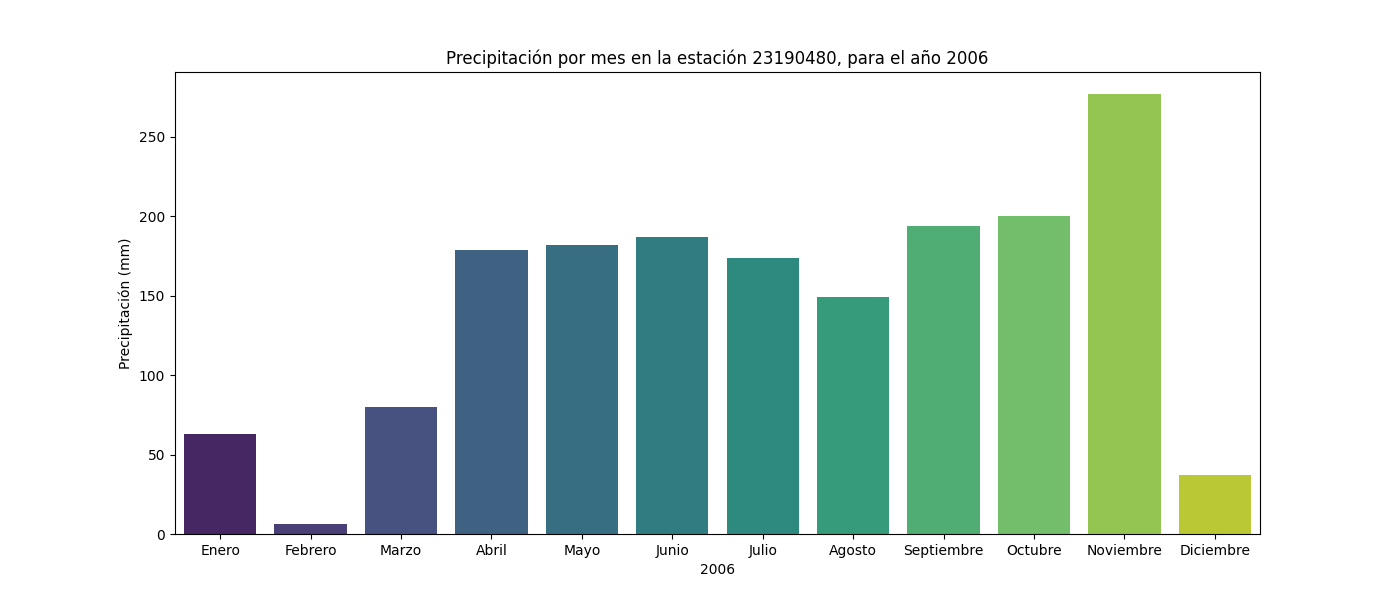 Precipitación por mes en la estación 23190480, para el año 2006
Precipitación (mm)
250
200
150
100
50
0
Enero Febrero Marzo Abril Mayo Junio Julio Agosto Septiembre Octubre Noviembre Diciembre
2006